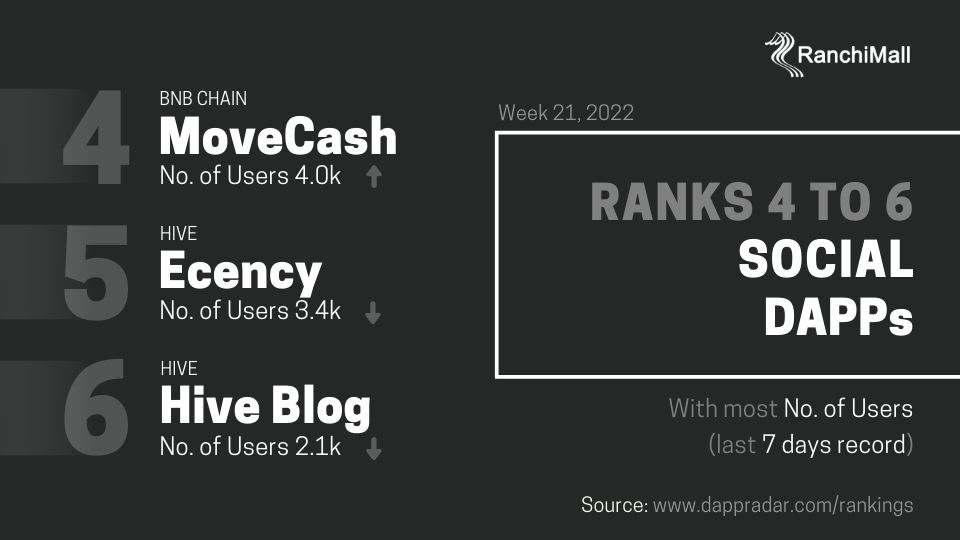 RanchiMall
4
BNB CHAIN
MoveCash
No. of Users 4.0k
5
HIVE
Ecency
No. of Users 3.4k
6
HIVE
Hive Blog
No. of Users 2.1k
Week 21, 2022
RANKS 4 TO 6
SOCIAL
DAPPs
With most No. of Users
(last 7 days record)
Source: www.dappradar.com/rankings